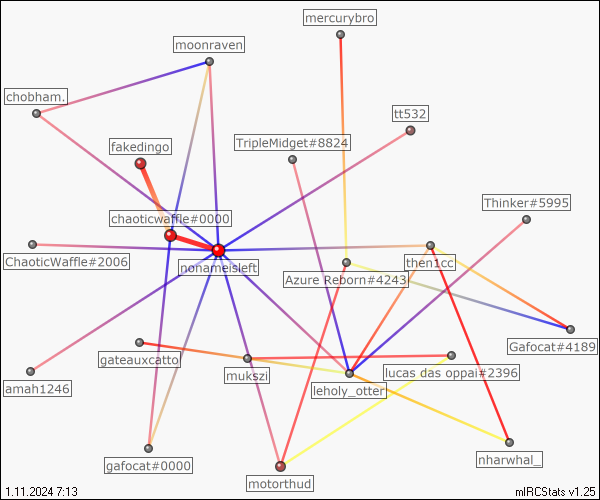 mercurybro
moonraven
chobham.
tt532
fakedingo
TripleMidget#8824
Thinker#5995
chaoticwaffle#0000
ChaoticWaffle#2006
nonameisleft
then1cc
Azure Reborn#4243
Gafocat#4189
gateauxcatto
mukszi
lucas das oppai#2396
amah1246
leholy_otter
gafocat#0000
nharwhal_
motorthud
1.11.2024 7:13
mIRCStats v1.25